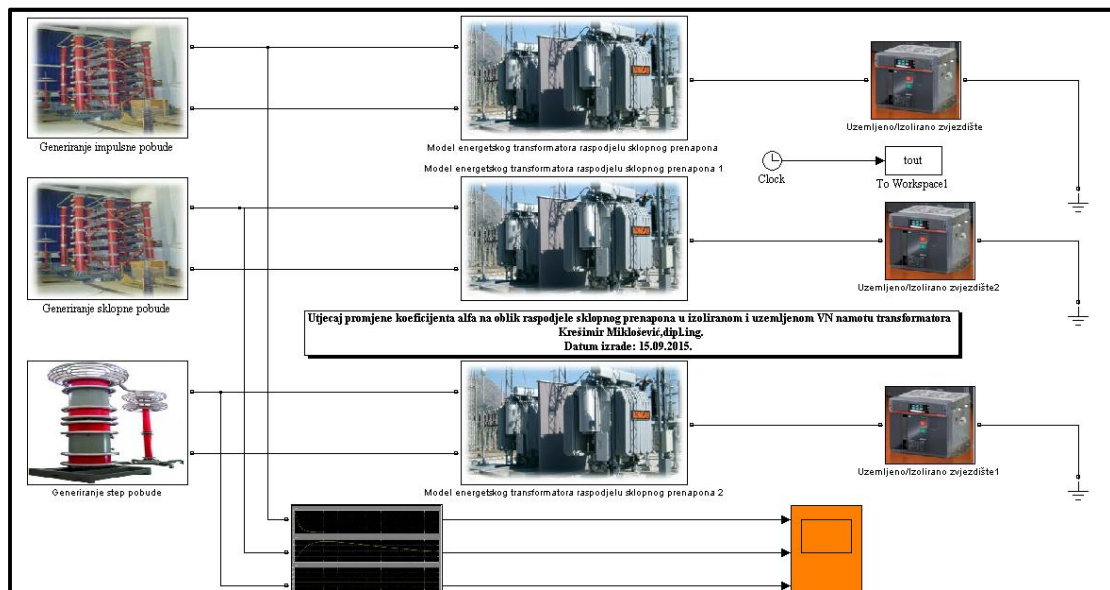 Generiranje impulsne pobude
Model energetskog transformatora raspodjelu sklopnog prenapona
Uzemljeno/Izolirano zvjezdište
Model energetskog transformatora raspodjelu sklopnog prenapona 1
Clock
tout
To Workspace1
Generiranje sklopne pobude
Uzemljeno/Izolirano zvjezdište2
Utjecaj promjene koeficijenta alfa na oblik raspodjele sklopnog prenapona u izoliranom i uzemljenom VN namotu transformatora
Krešimir Miklošević,dipl.ing.
Datum izrade: 15.09.2015.
Generiranje step pobude
Model energetskog transformatora raspodjelu sklopnog prenapona 2
Uzemljeno/Izolirano zvjezdište1